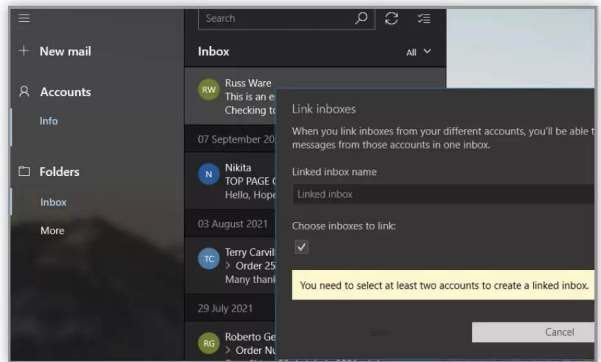 Search
+ New mail
Inbox
All
Accounts
Info
RW
Russ Ware
This is an e
Checking to
07 September 20
Folders
N
Nikita
TOP PAGE
Hello, Hope
Inbox
More
03 August 2021
TC
Terry Carvil
> Order 25
Many thank
29 July 2021
RG
Roberto Ge
> Order Nu
Link inboxes
When you link inboxes from your different accounts, you'll be able t
messages from those accounts in one inbox.
Linked inbox name
Linked inbox
Choose inboxes to link:
You need to select at least two accounts to create a linked inbox.
Cancel